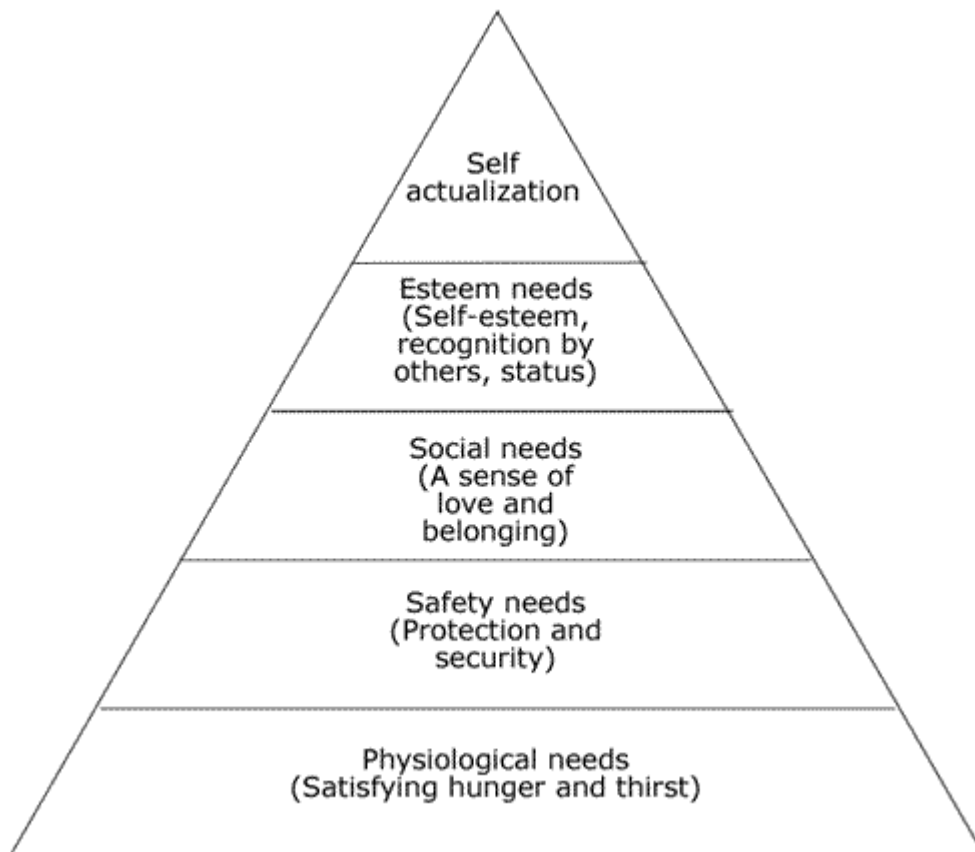 Self
actualization
Esteem needs
(Self-esteem,
recognition by
others, status)
Social needs
(A sense of
love and
belonging)
Safety needs
(Protection and
security)
Physiological needs
(Satisfying hunger and thirst)